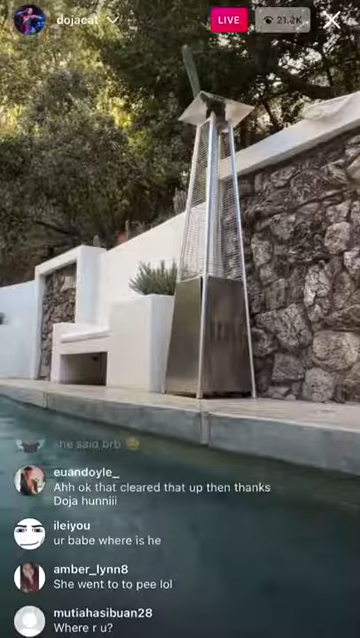 dojacat
LIVE
21.2K
she said brb
euandoyle_
Ahh ok that cleared that up then thanks
Doja hunniii
ileiyou
ur babe where is he
amber_lynn8
She went to to pee lol
mutiahasibuan28
Where r u?